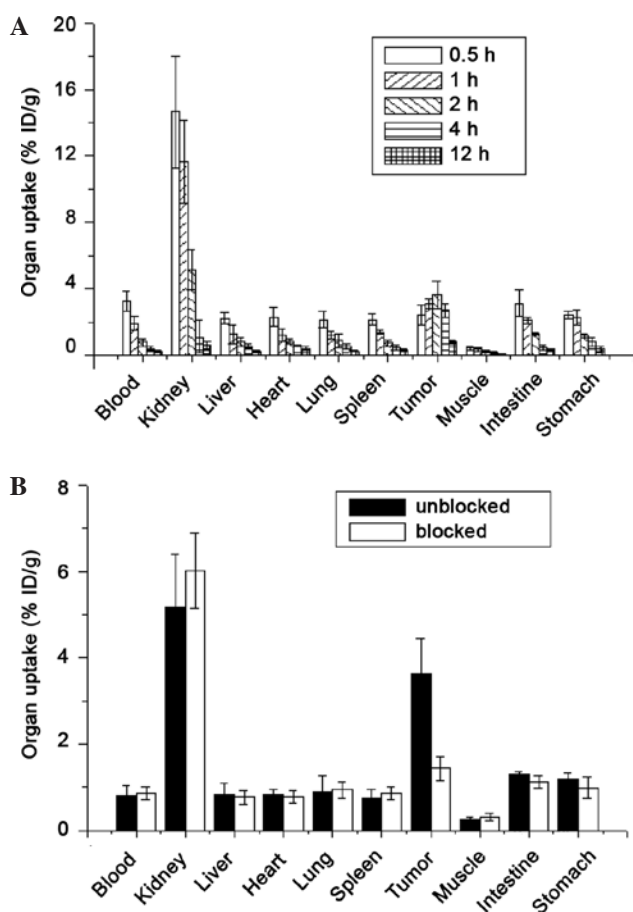 A
20
16
12
8
4
0
Organ uptake (% ID/g)
0.5 h
1 h
2 h
4 h
12 h
Blood
Kidney
Liver
Heart
Lung
Spleen
Tumor
Muscle
Intestine
Stomach
B
8
6
4
2
0
Organ uptake (% ID/g)
unblocked
blocked
Blood
Kidney
Liver
Heart
Lung
Spleen
Tumor
Muscle
Intestine
Stomach